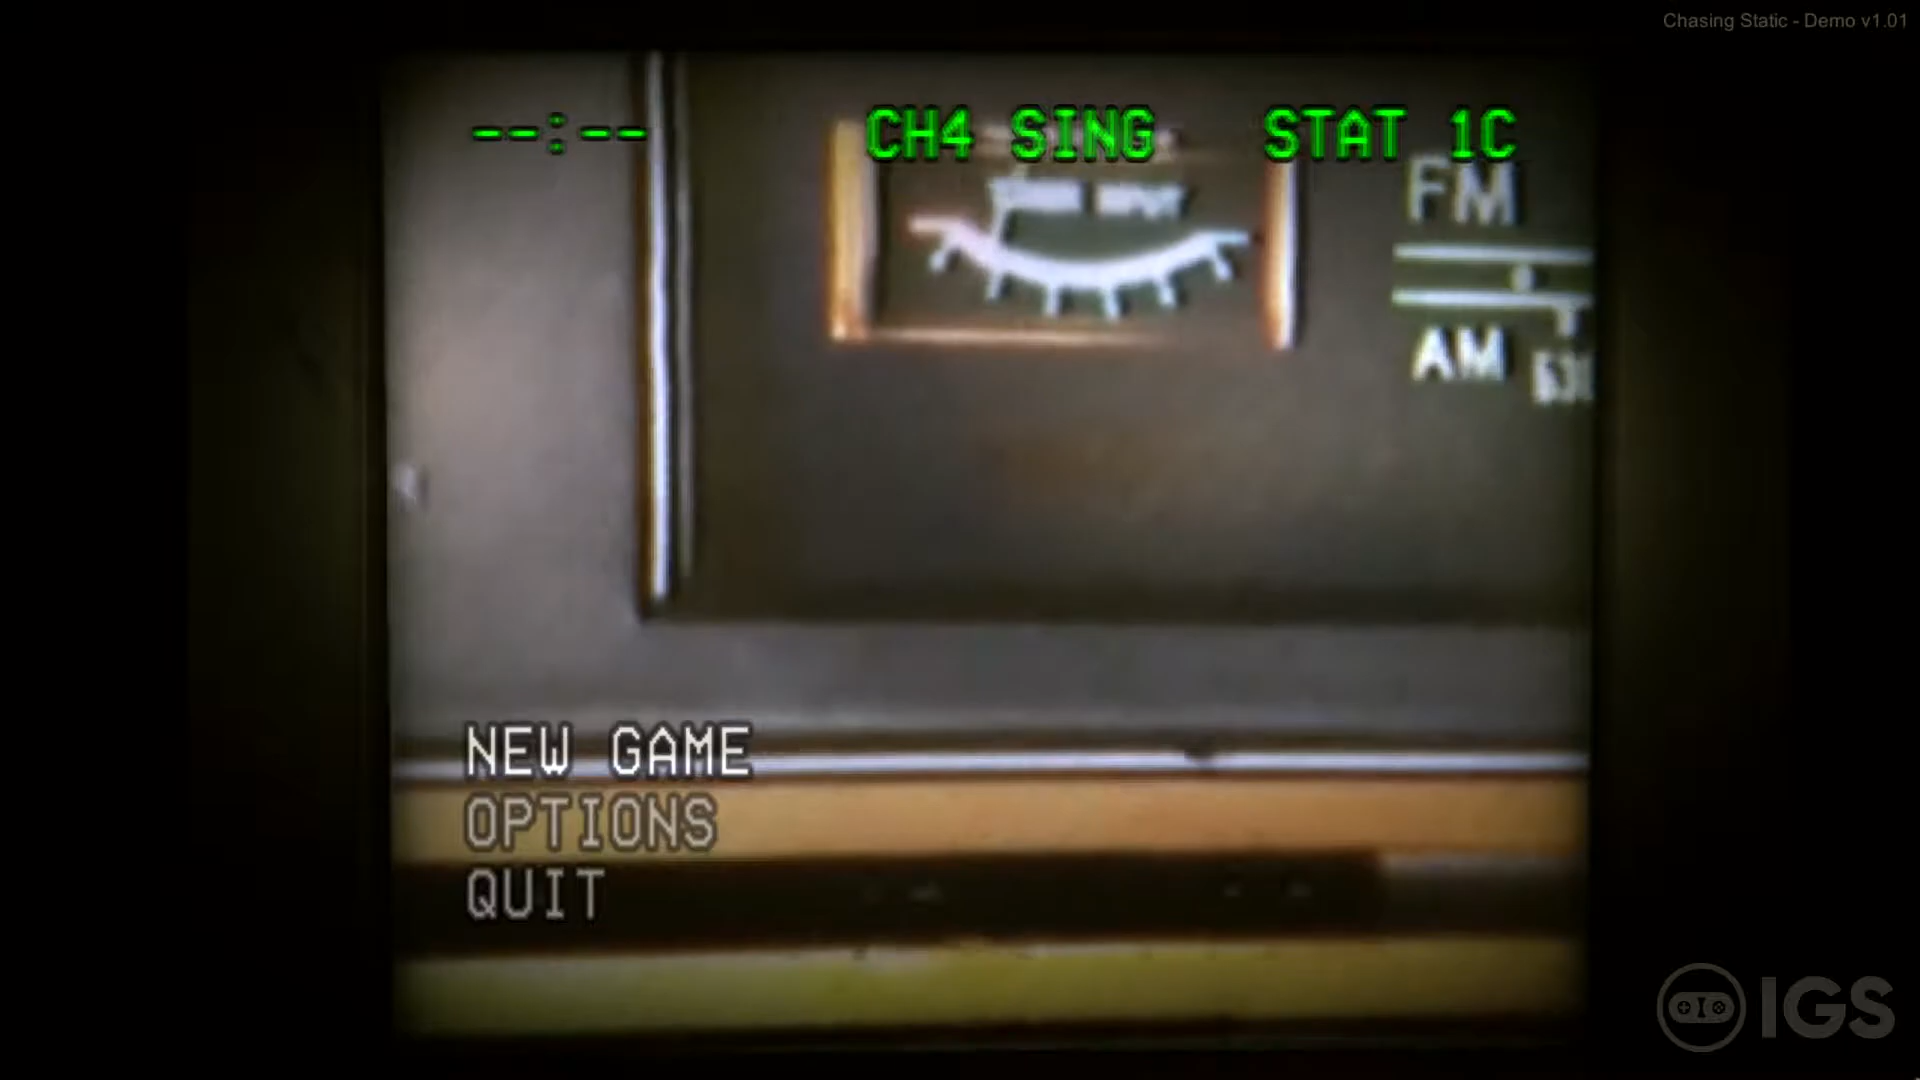 Chasing Static - Demo v1.01
--:-- CH4 SING STAT 1C
FM
AM
NEW GAME
OPTIONS
QUIT
IGS